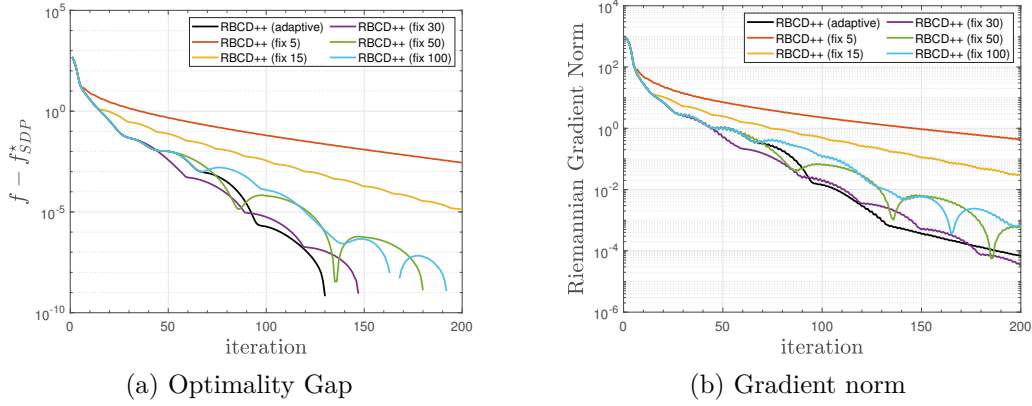 RBCD++ (adaptive)
RBCD++ (fix 5)
RBCD++ (fix 15)
RBCD++ (fix 30)
RBCD++ (fix 50)
RBCD++ (fix 100)
10^5
10^0
10^-5
10^-10
f − f*_SDP
0
50
100
150
200
iteration
(a) Optimality Gap
RBCD++ (adaptive)
RBCD++ (fix 5)
RBCD++ (fix 15)
RBCD++ (fix 30)
RBCD++ (fix 50)
RBCD++ (fix 100)
10^4
10^2
10^0
10^-2
10^-4
10^-6
Riemannian Gradient Norm
0
50
100
150
200
iteration
(b) Gradient norm